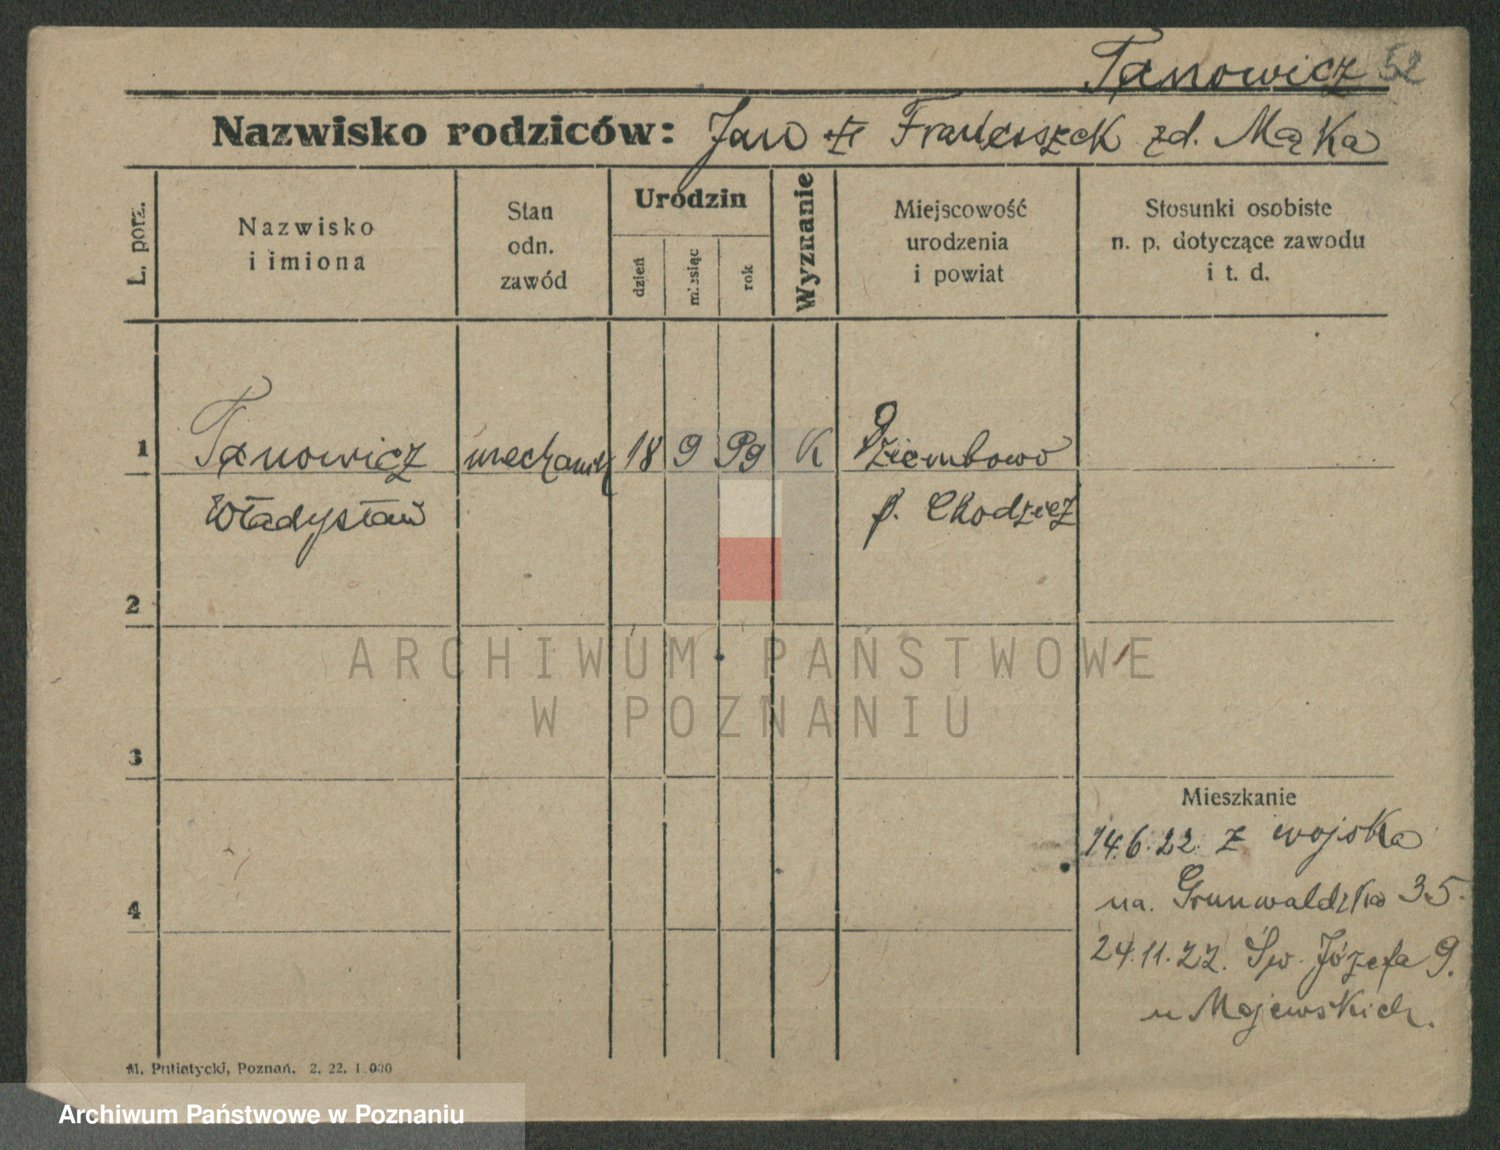 Tanowicz 52
Nazwisko rodziców: Jan Franciszek zd. Mąka
L. porz.
Nazwisko i imiona
Stan odn. zawód
Urodzin
dzień
miesiąc
rok
Wyznanie
Miejscowość urodzenia i powiat
Stosunki osobiste n. p. dotyczące zawodu i t. d.
1 Tanowicz mechanik 18 9 99 K Dziembowo
Władysław p. Chodzież
2
ARCHIWUM PAŃSTWOWE
W POZNANIU
3
Mieszkanie
14.6.22. z wojska
na. Grunwaldzka 35.
4
24.11.22. Św. Józefa 9.
u Majewskich.
M. Putiatycki, Poznań. 2. 22. 1.000
Archiwum Państwowe w Poznaniu